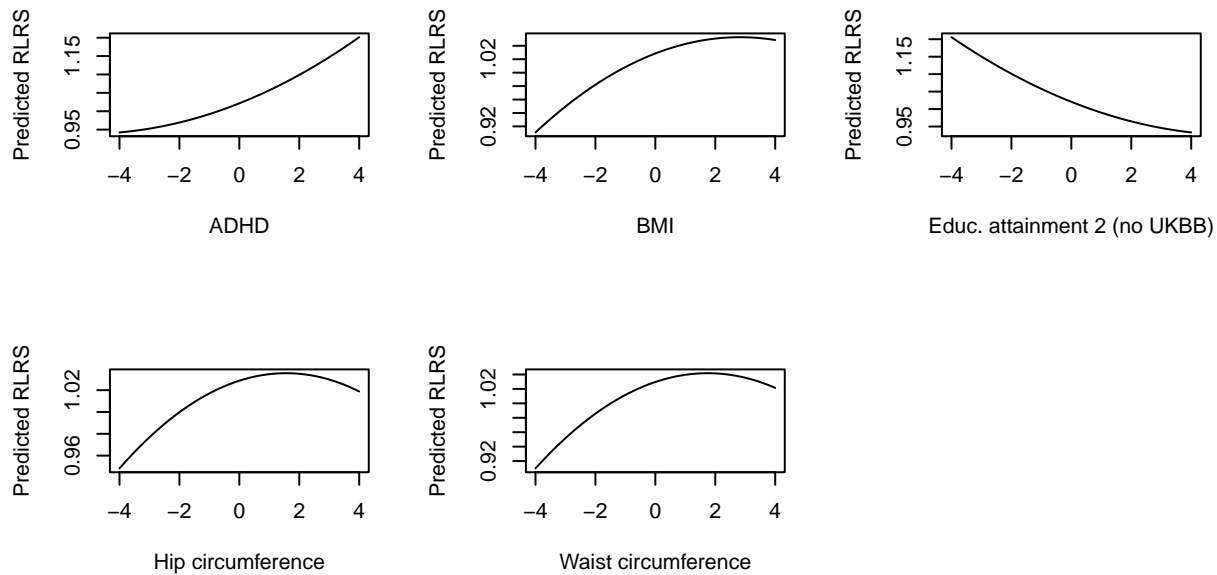 Predicted RLRS
0.95 1.15
−4 −2 0 2 4
ADHD
Predicted RLRS
0.92 1.02
−4 −2 0 2 4
BMI
Predicted RLRS
0.95 1.15
−4 −2 0 2 4
Educ. attainment 2 (no UKBB)
Predicted RLRS
0.96 1.02
−4 −2 0 2 4
Hip circumference
Predicted RLRS
0.92 1.02
−4 −2 0 2 4
Waist circumference